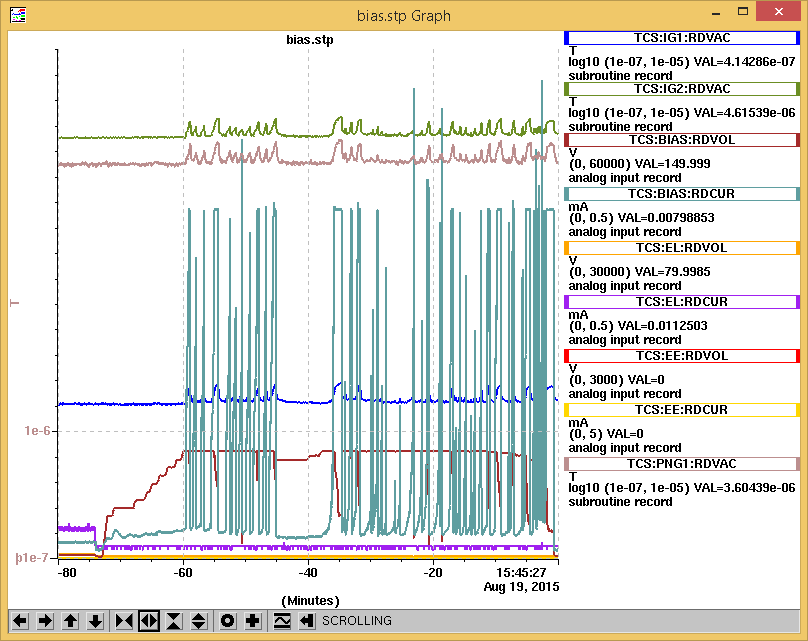 bias.stp Graph
bias.stp
TCS:IG1:RDVAC
T
log10 (1e-07, 1e-05) VAL=4.14286e-07
subroutine record
TCS:IG2:RDVAC
T
log10 (1e-07, 1e-05) VAL=4.61539e-06
subroutine record
TCS:BIAS:RDVOL
V
(0, 60000) VAL=149.999
analog input record
TCS:BIAS:RDCUR
mA
(0, 0.5) VAL=0.00798853
analog input record
TCS:EL:RDVOL
V
(0, 30000) VAL=79.9985
analog input record
TCS:EL:RDCUR
mA
(0, 0.5) VAL=0.0112503
analog input record
TCS:EE:RDVOL
V
(0, 3000) VAL=0
analog input record
TCS:EE:RDCUR
mA
(0, 5) VAL=0
analog input record
TCS:PNG1:RDVAC
T
log10 (1e-07, 1e-05) VAL=3.60439e-06
subroutine record
T
1e-6
1e-7
-80
-60
-40
-20
15:45:27
Aug 19, 2015
(Minutes)
SCROLLING